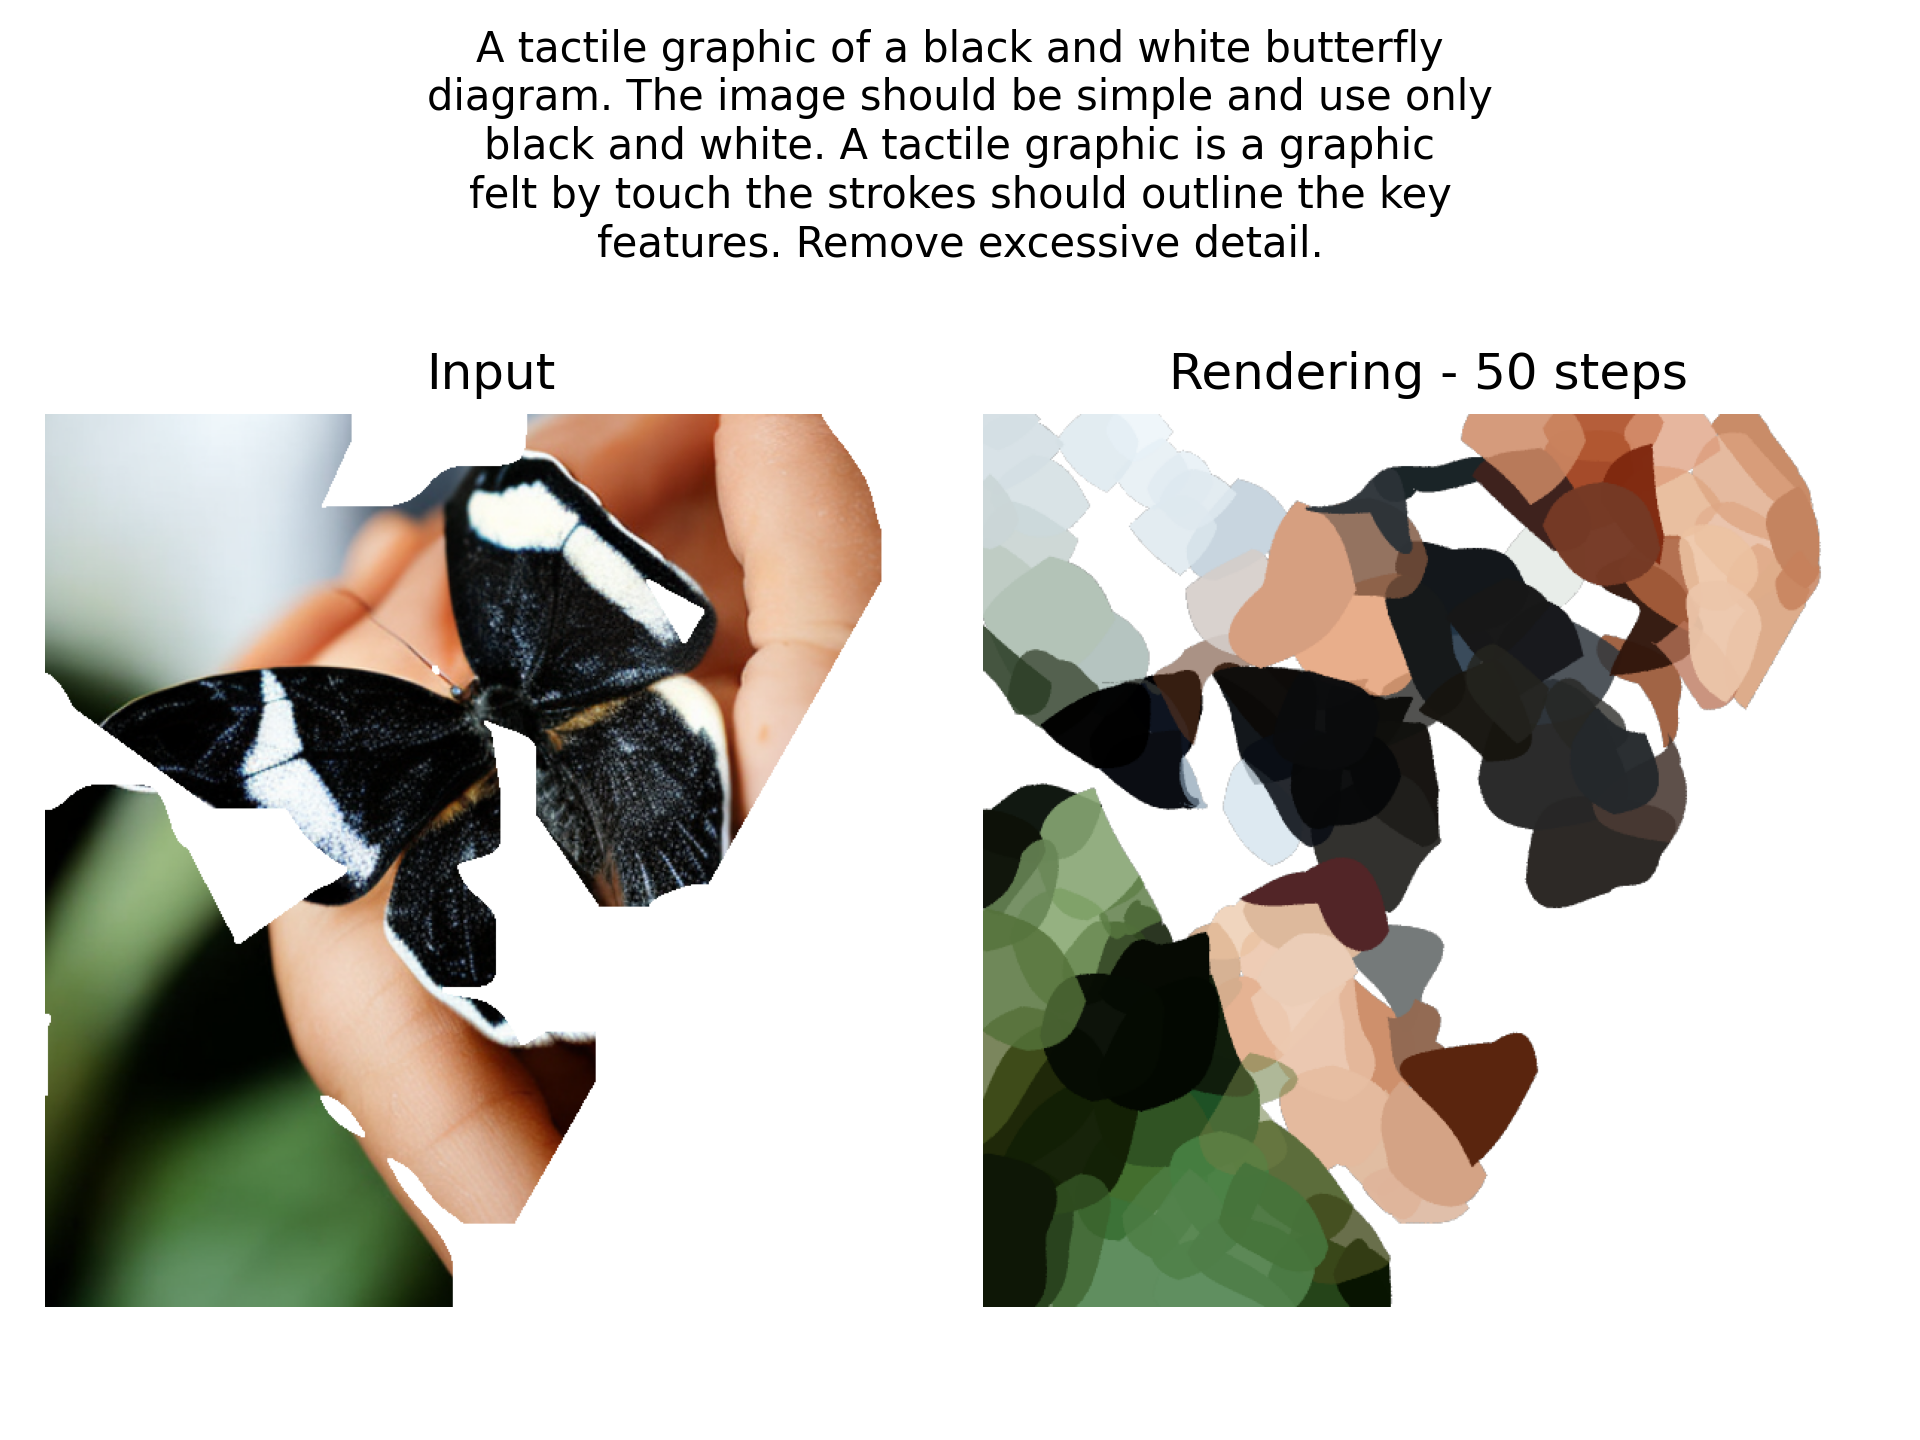 A tactile graphic of a black and white butterfly
diagram. The image should be simple and use only
black and white. A tactile graphic is a graphic
felt by touch the strokes should outline the key
features. Remove excessive detail.
Input
Rendering - 50 steps